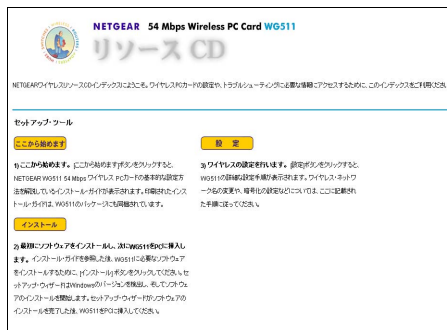 NETGEAR 54 Mbps Wireless PC Card WG511
リソース CD
NETGEARワイヤレスリソースCDインデックスにようこそ。ワイヤレスPCカードの設定や、トラブルシューティングに必要な情報にアクセスするために、このインデックスをご利用くださ
セットアップ・ツール
ここから始めます
1)ここから始めます。[ここから始めます]ボタンをクリックすると、
NETGEAR WG511 54 Mbps ワイヤレス PCカードの基本的な設定方
法を解説しているインストール・ガイドが表示されます。印刷されたインス
トール・ガイドは、WG511のパッケージにも同梱されています。
インストール
2)最初にソフトウェアをインストールし、次にWG511をPCに挿入し
ます。インストール・ガイドを参照した後、WG511に必要なソフトウェア
をインストールするために、[インストール]ボタンをクリックしてください。セ
ットアップ・ウィザードはWindowsのバージョンを検出し、そしてソフトウェ
アのインストールを開始します。セットアップ・ウィザードがソフトウェアの
インストールを完了した後、WG511をPCに挿入してください。
設 定
3)ワイヤレスの設定を行います。[設定]ボタンをクリックすると、
WG511の詳細な設定手順が表示されます。ワイヤレス・ネットワ
ーク名の変更や、暗号化の設定などについては、ここに記載され
た手順に従ってください。